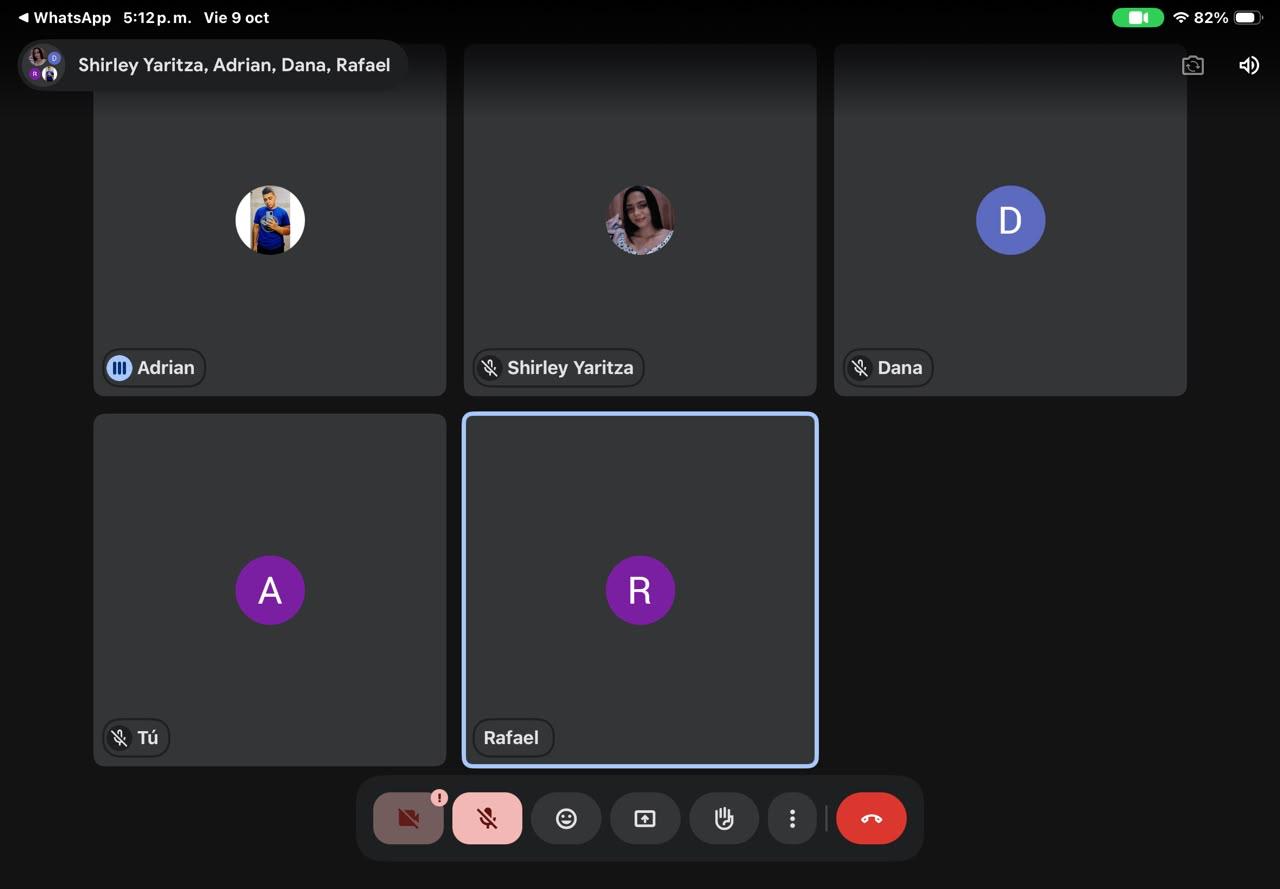 ◀ WhatsApp 5:12 p. m. Vie 9 oct 82%
Shirley Yaritza, Adrian, Dana, Rafael
D
R
D
Adrian
Shirley Yaritza
Dana
A
R
Tú
Rafael
!